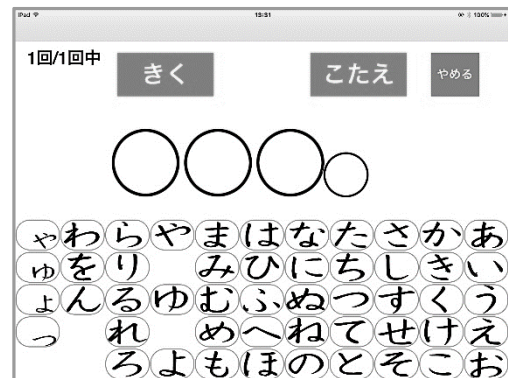 iPad 15:51 100%
1回/1回中 きく こたえ やめる
ゃ わ ら や ま は な た さ か あ
ゅ を り み ひ に ち し き い
ょ ん る ゆ む ふ ぬ つ す く う
っ れ め へ ね て せ け え
ろ よ も ほ の と そ こ お